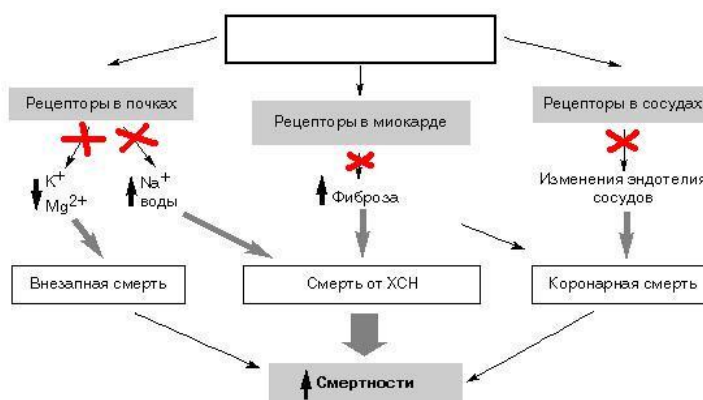 Рецепторы в почках
Рецепторы в миокарде
Рецепторы в сосудах
K+
Mg2+
Na+
воды
Фиброза
Изменения эндотелия
сосудов
Внезапная смерть
Смерть от ХСН
Коронарная смерть
Смертности